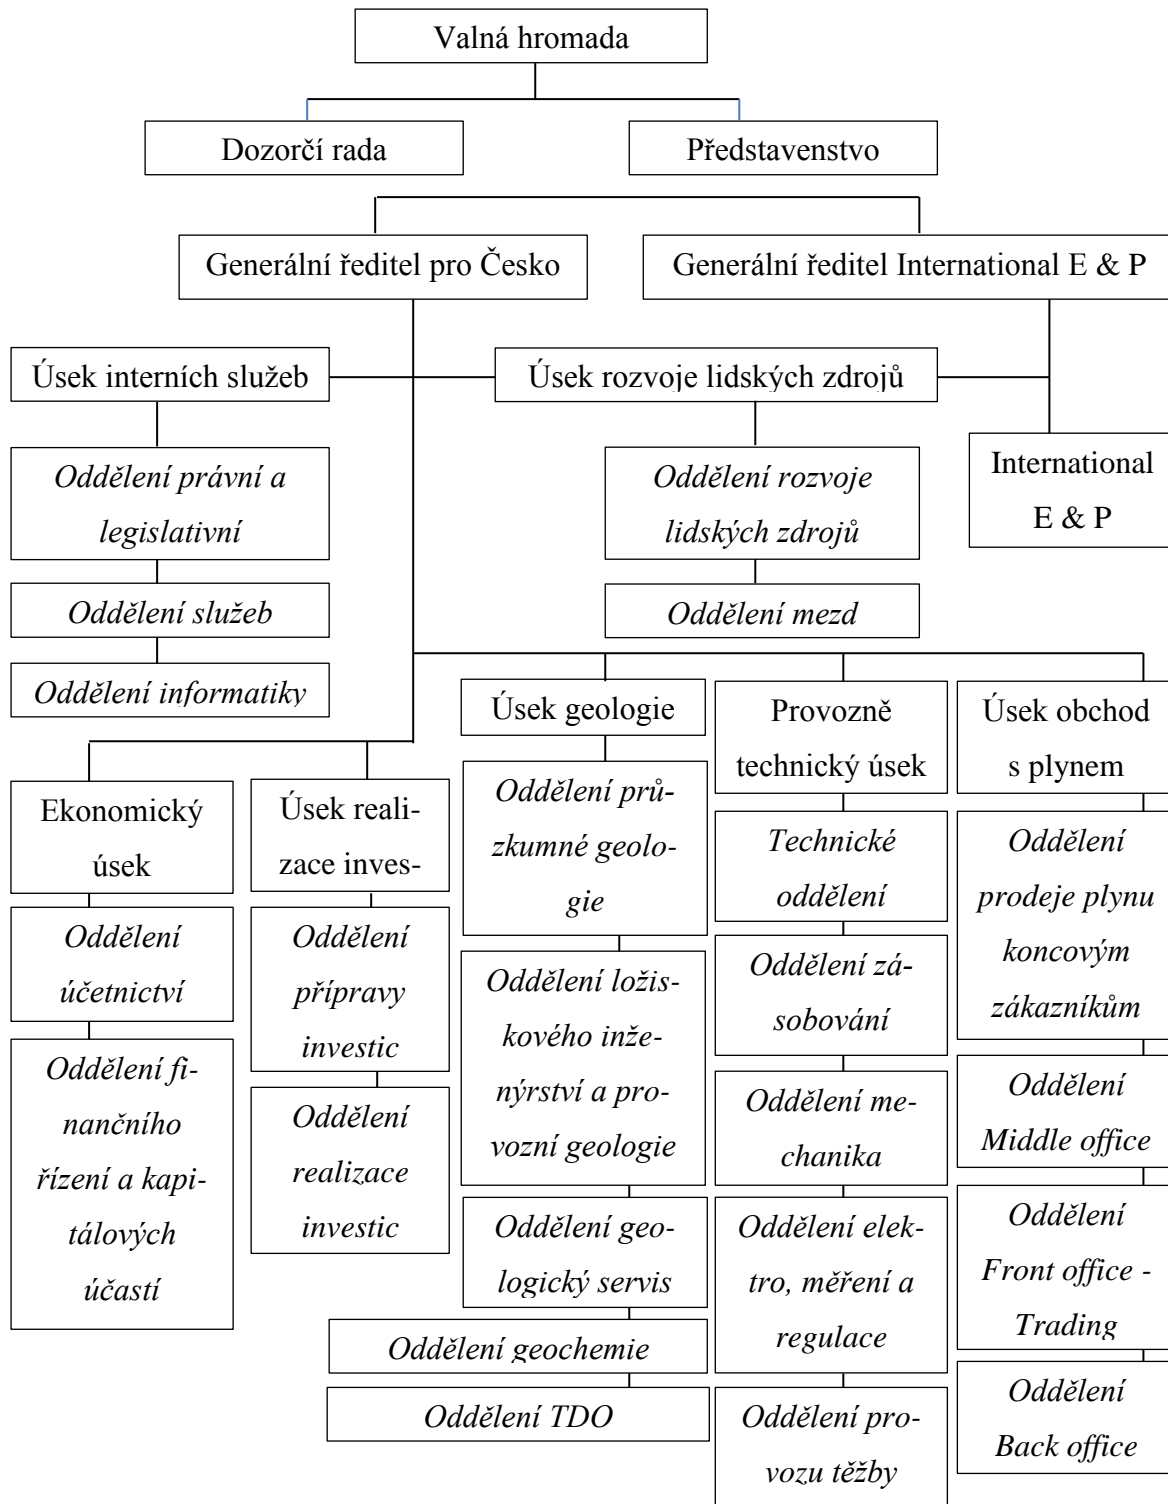 Valná hromada
Dozorčí rada
Představenstvo
Generální ředitel pro Česko
Generální ředitel International E & P
Úsek interních služeb
Úsek rozvoje lidských zdrojů
Oddělení právní a
legislativní
Oddělení rozvoje
lidských zdrojů
International
E & P
Oddělení služeb
Oddělení mezd
Oddělení informatiky
Úsek geologie
Provozně
technický úsek
Úsek obchod
s plynem
Ekonomický
úsek
Úsek reali-
zace inves-
Oddělení prů-
zkumné geolo-
gie
Technické
oddělení
Oddělení
prodeje plynu
koncovým
zákazníkům
Oddělení
účetnictví
Oddělení
přípravy
investic
Oddělení ložis-
kového inže-
nýrství a pro-
vozní geologie
Oddělení zá-
sobování
Oddělení fi-
nančního
řízení a kapi-
tálových
účastí
Oddělení
realizace
investic
Oddělení me-
chanika
Oddělení
Middle office
Oddělení geo-
logický servis
Oddělení elek-
tro, měření a
regulace
Oddělení
Front office -
Trading
Oddělení geochemie
Oddělení TDO
Oddělení pro-
vozu těžby
Oddělení
Back office